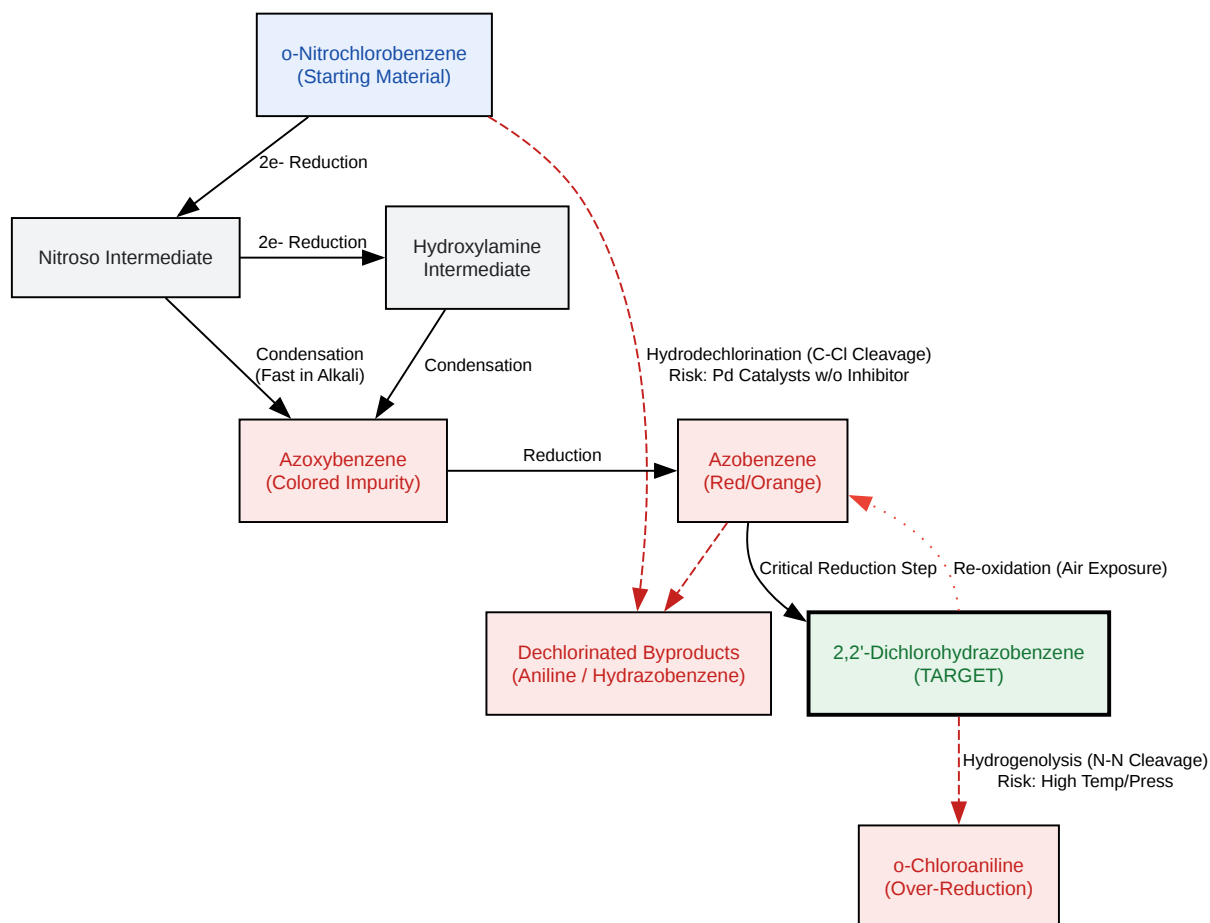 o-Nitrochlorobenzene
(Starting Material)
2e- Reduction
Nitroso Intermediate
2e- Reduction
Hydroxylamine
Intermediate
Condensation
(Fast in Alkali)
Condensation
Hydrodechlorination (C-Cl Cleavage)
Risk: Pd Catalysts w/o Inhibitor
Azoxybenzene
(Colored Impurity)
Reduction
Azobenzene
(Red/Orange)
Critical Reduction Step
Re-oxidation (Air Exposure)
Dechlorinated Byproducts
(Aniline / Hydrazobenzene)
2,2'-Dichlorohydrazobenzene
(TARGET)
Hydrogenolysis (N-N Cleavage)
Risk: High Temp/Press
o-Chloroaniline
(Over-Reduction)